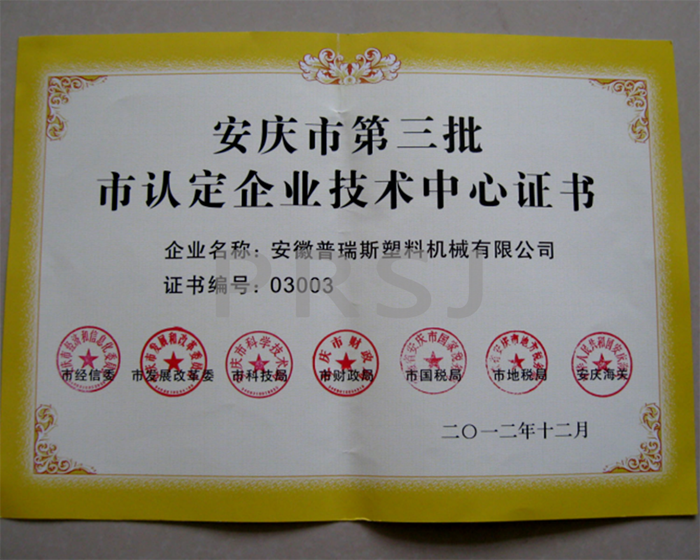 安庆市第三批
市认定企业技术中心证书
企业名称：安徽普瑞斯塑料机械有限公司
证书编号：03003
PRSJ
市经信委 市发展改革委 市科技局 市财政局 市国税局 市地税局 安庆海关
二〇一二年十二月